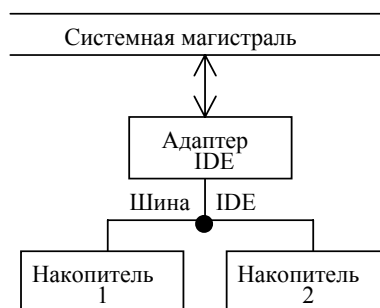 Системная магистраль
Адаптер
IDE
Шина IDE
Накопитель
1
Накопитель
2